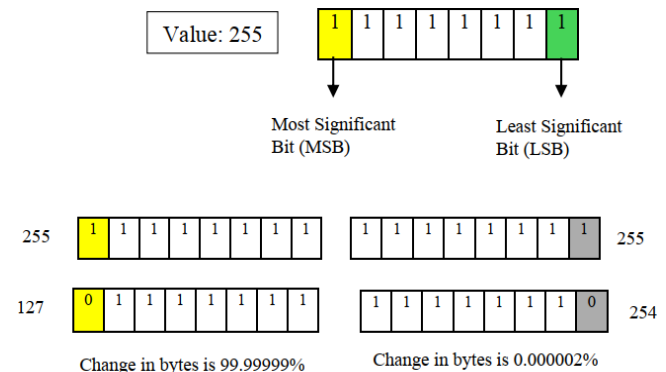 Value: 255
1 1 1 1 1 1 1 1
Most Significant
Bit (MSB)
Least Significant
Bit (LSB)
255
1 1 1 1 1 1 1 1
1 1 1 1 1 1 1 1
255
127
0 1 1 1 1 1 1 1
1 1 1 1 1 1 1 0
254
Change in bytes is 99.99999%
Change in bytes is 0.000002%